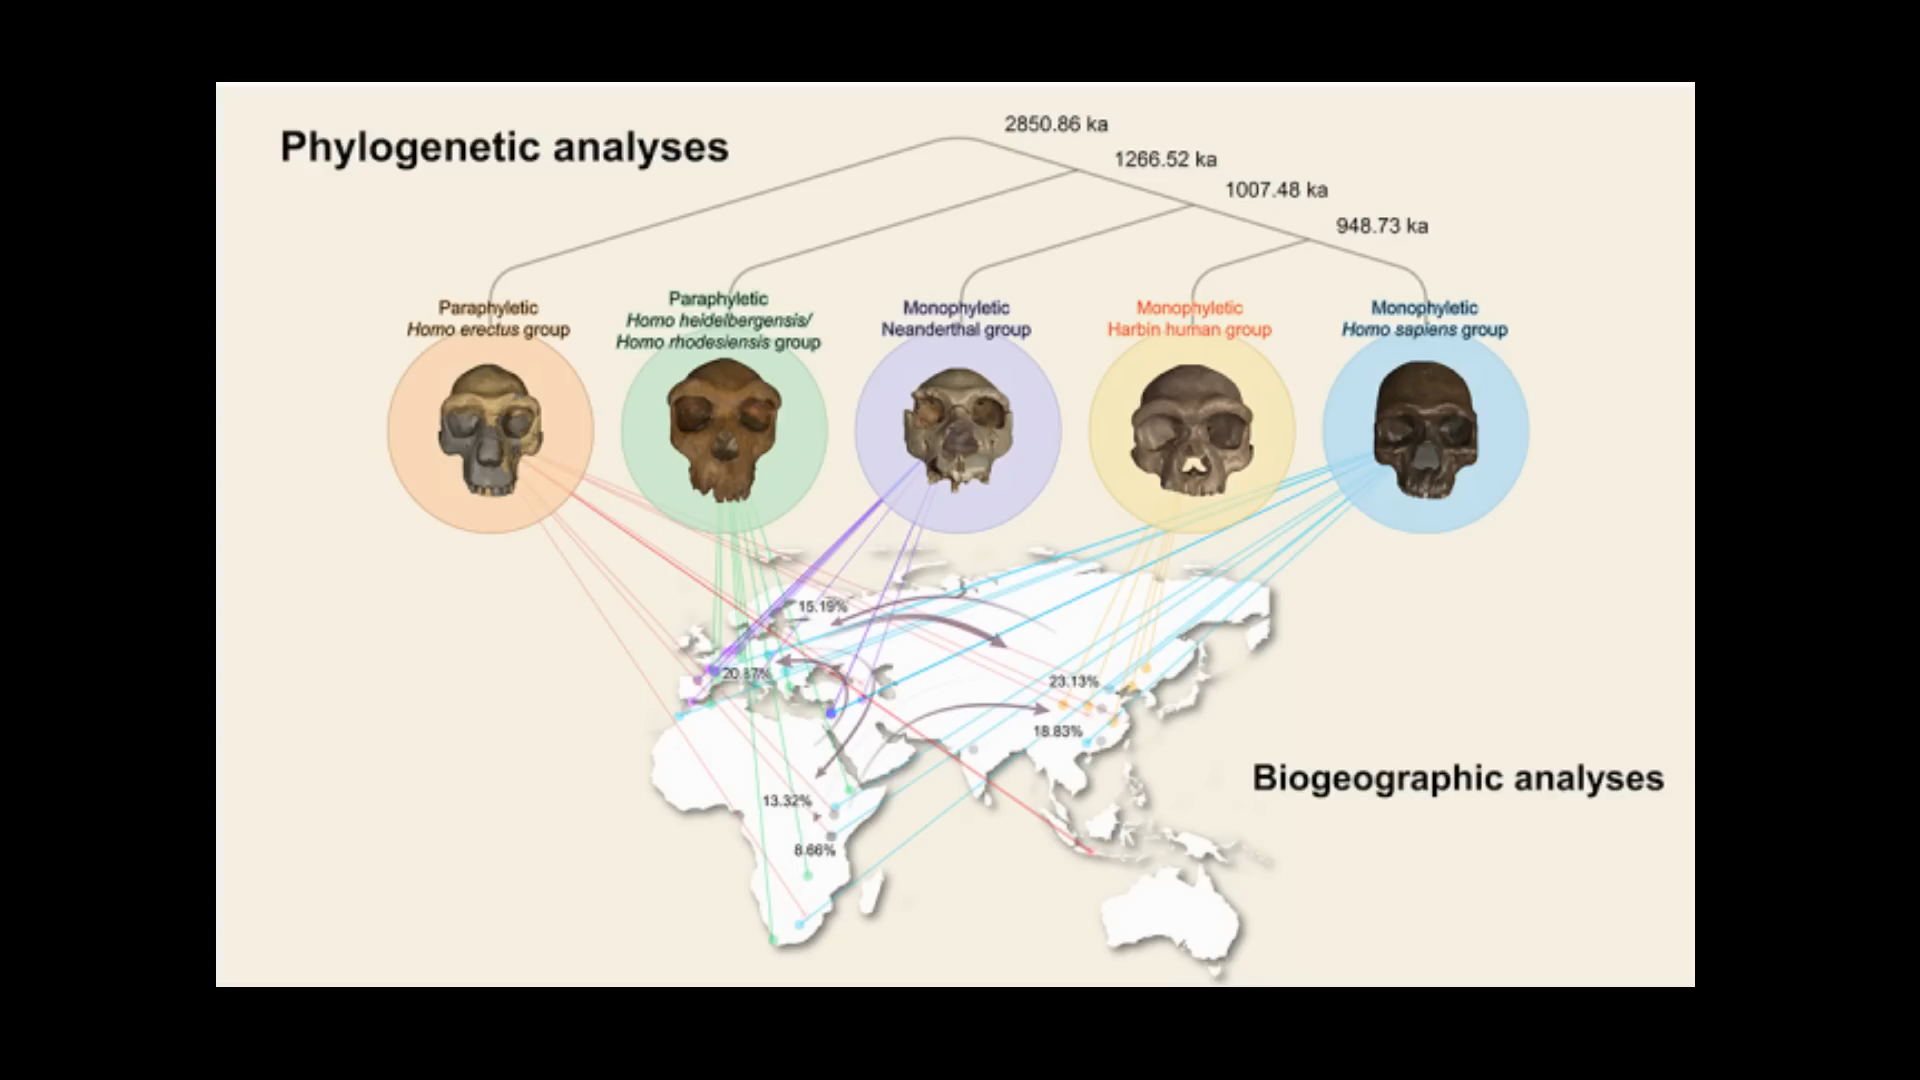 Phylogenetic analyses
2850.86 ka
1266.52 ka
1007.48 ka
948.73 ka
Paraphyletic
Homo erectus group
Paraphyletic
Homo heidelbergensis/
Homo rhodesiensis group
Monophyletic
Neanderthal group
Monophyletic
Harbin human group
Monophyletic
Homo sapiens group
15.19%
20.87%
23.13%
18.83%
13.32%
8.66%
Biogeographic analyses